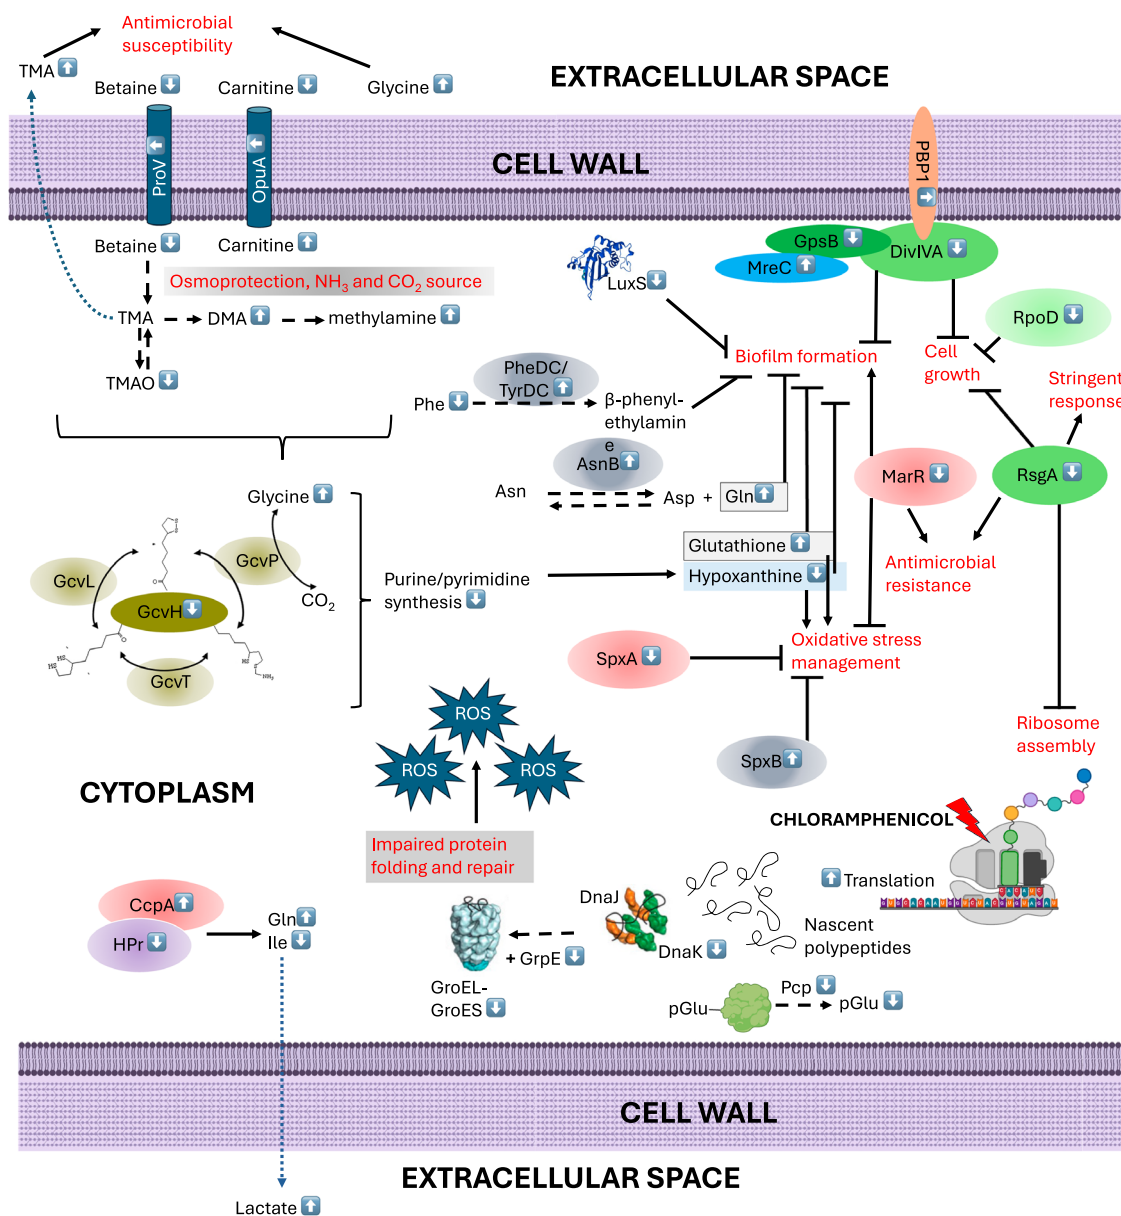 Antimicrobial
susceptibility
TMA
Betaine
Carnitine
Glycine
EXTRACELLULAR SPACE
ProV
OpuA
CELL WALL
PBP1
Betaine
Carnitine
Osmoprotection, NH3 and CO2 source
TMA
DMA
methylamine
TMAO
LuxS
GpsB
MreC
DivIVA
RpoD
Biofilm formation
Cell
growth
Stringent
response
PheDC/
TyrDC
Phe
β-phenyl-
ethylamin
e
AsnB
Asn
Asp + Gln
MarR
RsgA
Glutathione
Hypoxanthine
Antimicrobial
resistance
Glycine
GcvL
GcvP
GcvH
GcvT
CO2
S-S
O
O
HS
HS
HS
S
NH2
Purine/pyrimidine
synthesis
Oxidative stress
management
SpxA
SpxB
Ribosome
assembly
ROS
ROS
ROS
CYTOPLASM
Impaired protein
folding and repair
CHLORAMPHENICOL
Translation
CACAUC
CcpA
HPr
Gln
Ile
DnaJ
DnaK
Nascent
polypeptides
+ GrpE
GroEL-
GroES
pGlu
Pcp
pGlu
CELL WALL
EXTRACELLULAR SPACE
Lactate